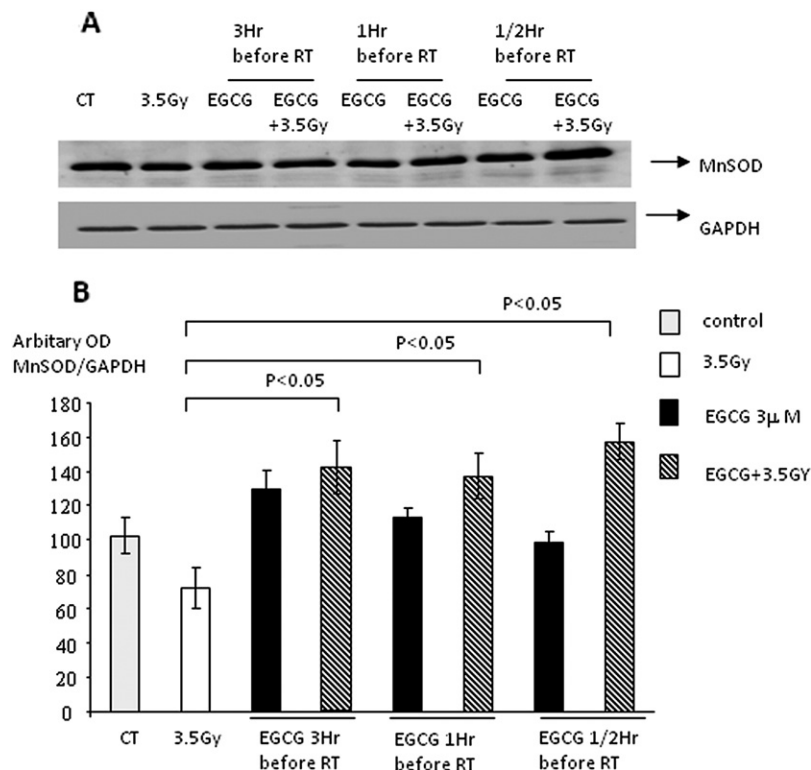 A
3Hr
before RT
1Hr
before RT
1/2Hr
before RT
CT 3.5Gy EGCG EGCG
+3.5Gy
EGCG EGCG
+3.5Gy
EGCG EGCG
+3.5Gy
MnSOD
GAPDH
B
Arbitary OD
MnSOD/GAPDH
P<0.05
P<0.05
P<0.05
control
3.5Gy
EGCG 3μ M
EGCG+3.5GY
180
160
140
120
100
80
60
40
20
0
CT
3.5Gy
EGCG 3Hr
before RT
EGCG 1Hr
before RT
EGCG 1/2Hr
before RT